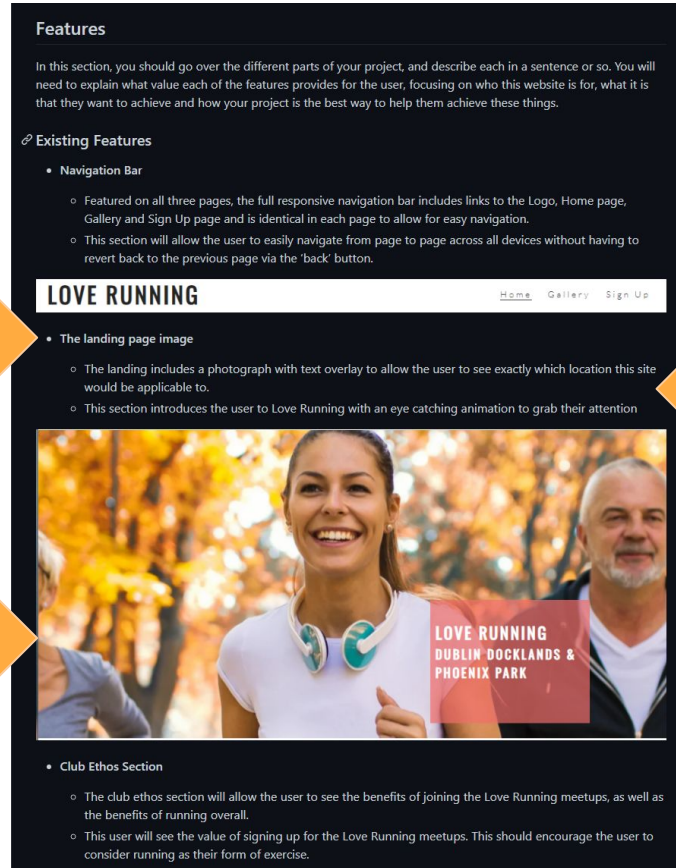 Features
In this section, you should go over the different parts of your project, and describe each in a sentence or so. You will
need to explain what value each of the features provides for the user, focusing on who this website is for, what it is
that they want to achieve and how your project is the best way to help them achieve these things.
Existing Features
• Navigation Bar
○ Featured on all three pages, the full responsive navigation bar includes links to the Logo, Home page,
Gallery and Sign Up page and is identical in each page to allow for easy navigation.
○ This section will allow the user to easily navigate from page to page across all devices without having to
revert back to the previous page via the 'back' button.
LOVE RUNNING Home Gallery Sign Up
• The landing page image
○ The landing includes a photograph with text overlay to allow the user to see exactly which location this site
would be applicable to.
○ This section introduces the user to Love Running with an eye catching animation to grab their attention
LOVE RUNNING
DUBLIN DOCKLANDS &
PHOENIX PARK
• Club Ethos Section
○ The club ethos section will allow the user to see the benefits of joining the Love Running meetups, as well as
the benefits of running overall.
○ This user will see the value of signing up for the Love Running meetups. This should encourage the user to
consider running as their form of exercise.